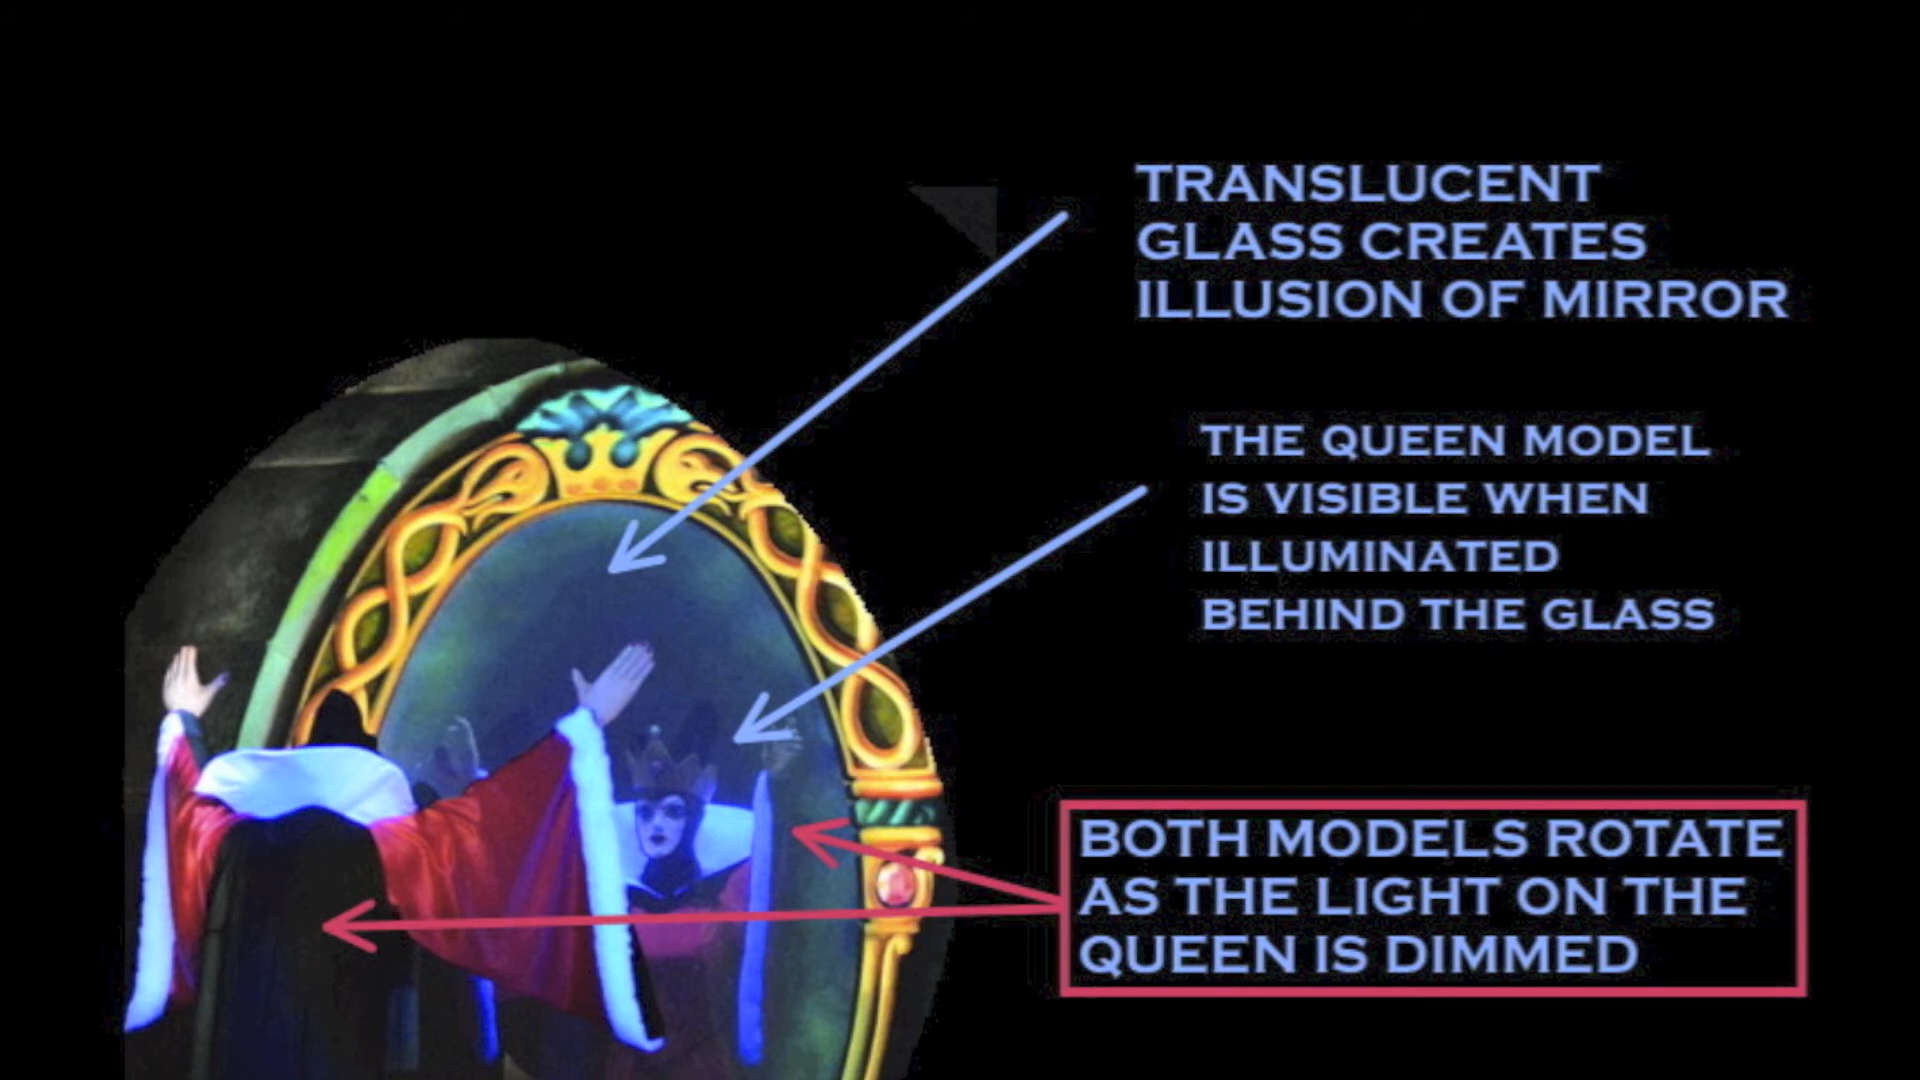 TRANSLUCENT
GLASS CREATES
ILLUSION OF MIRROR
THE QUEEN MODEL
IS VISIBLE WHEN
ILLUMINATED
BEHIND THE GLASS
BOTH MODELS ROTATE
AS THE LIGHT ON THE
QUEEN IS DIMMED